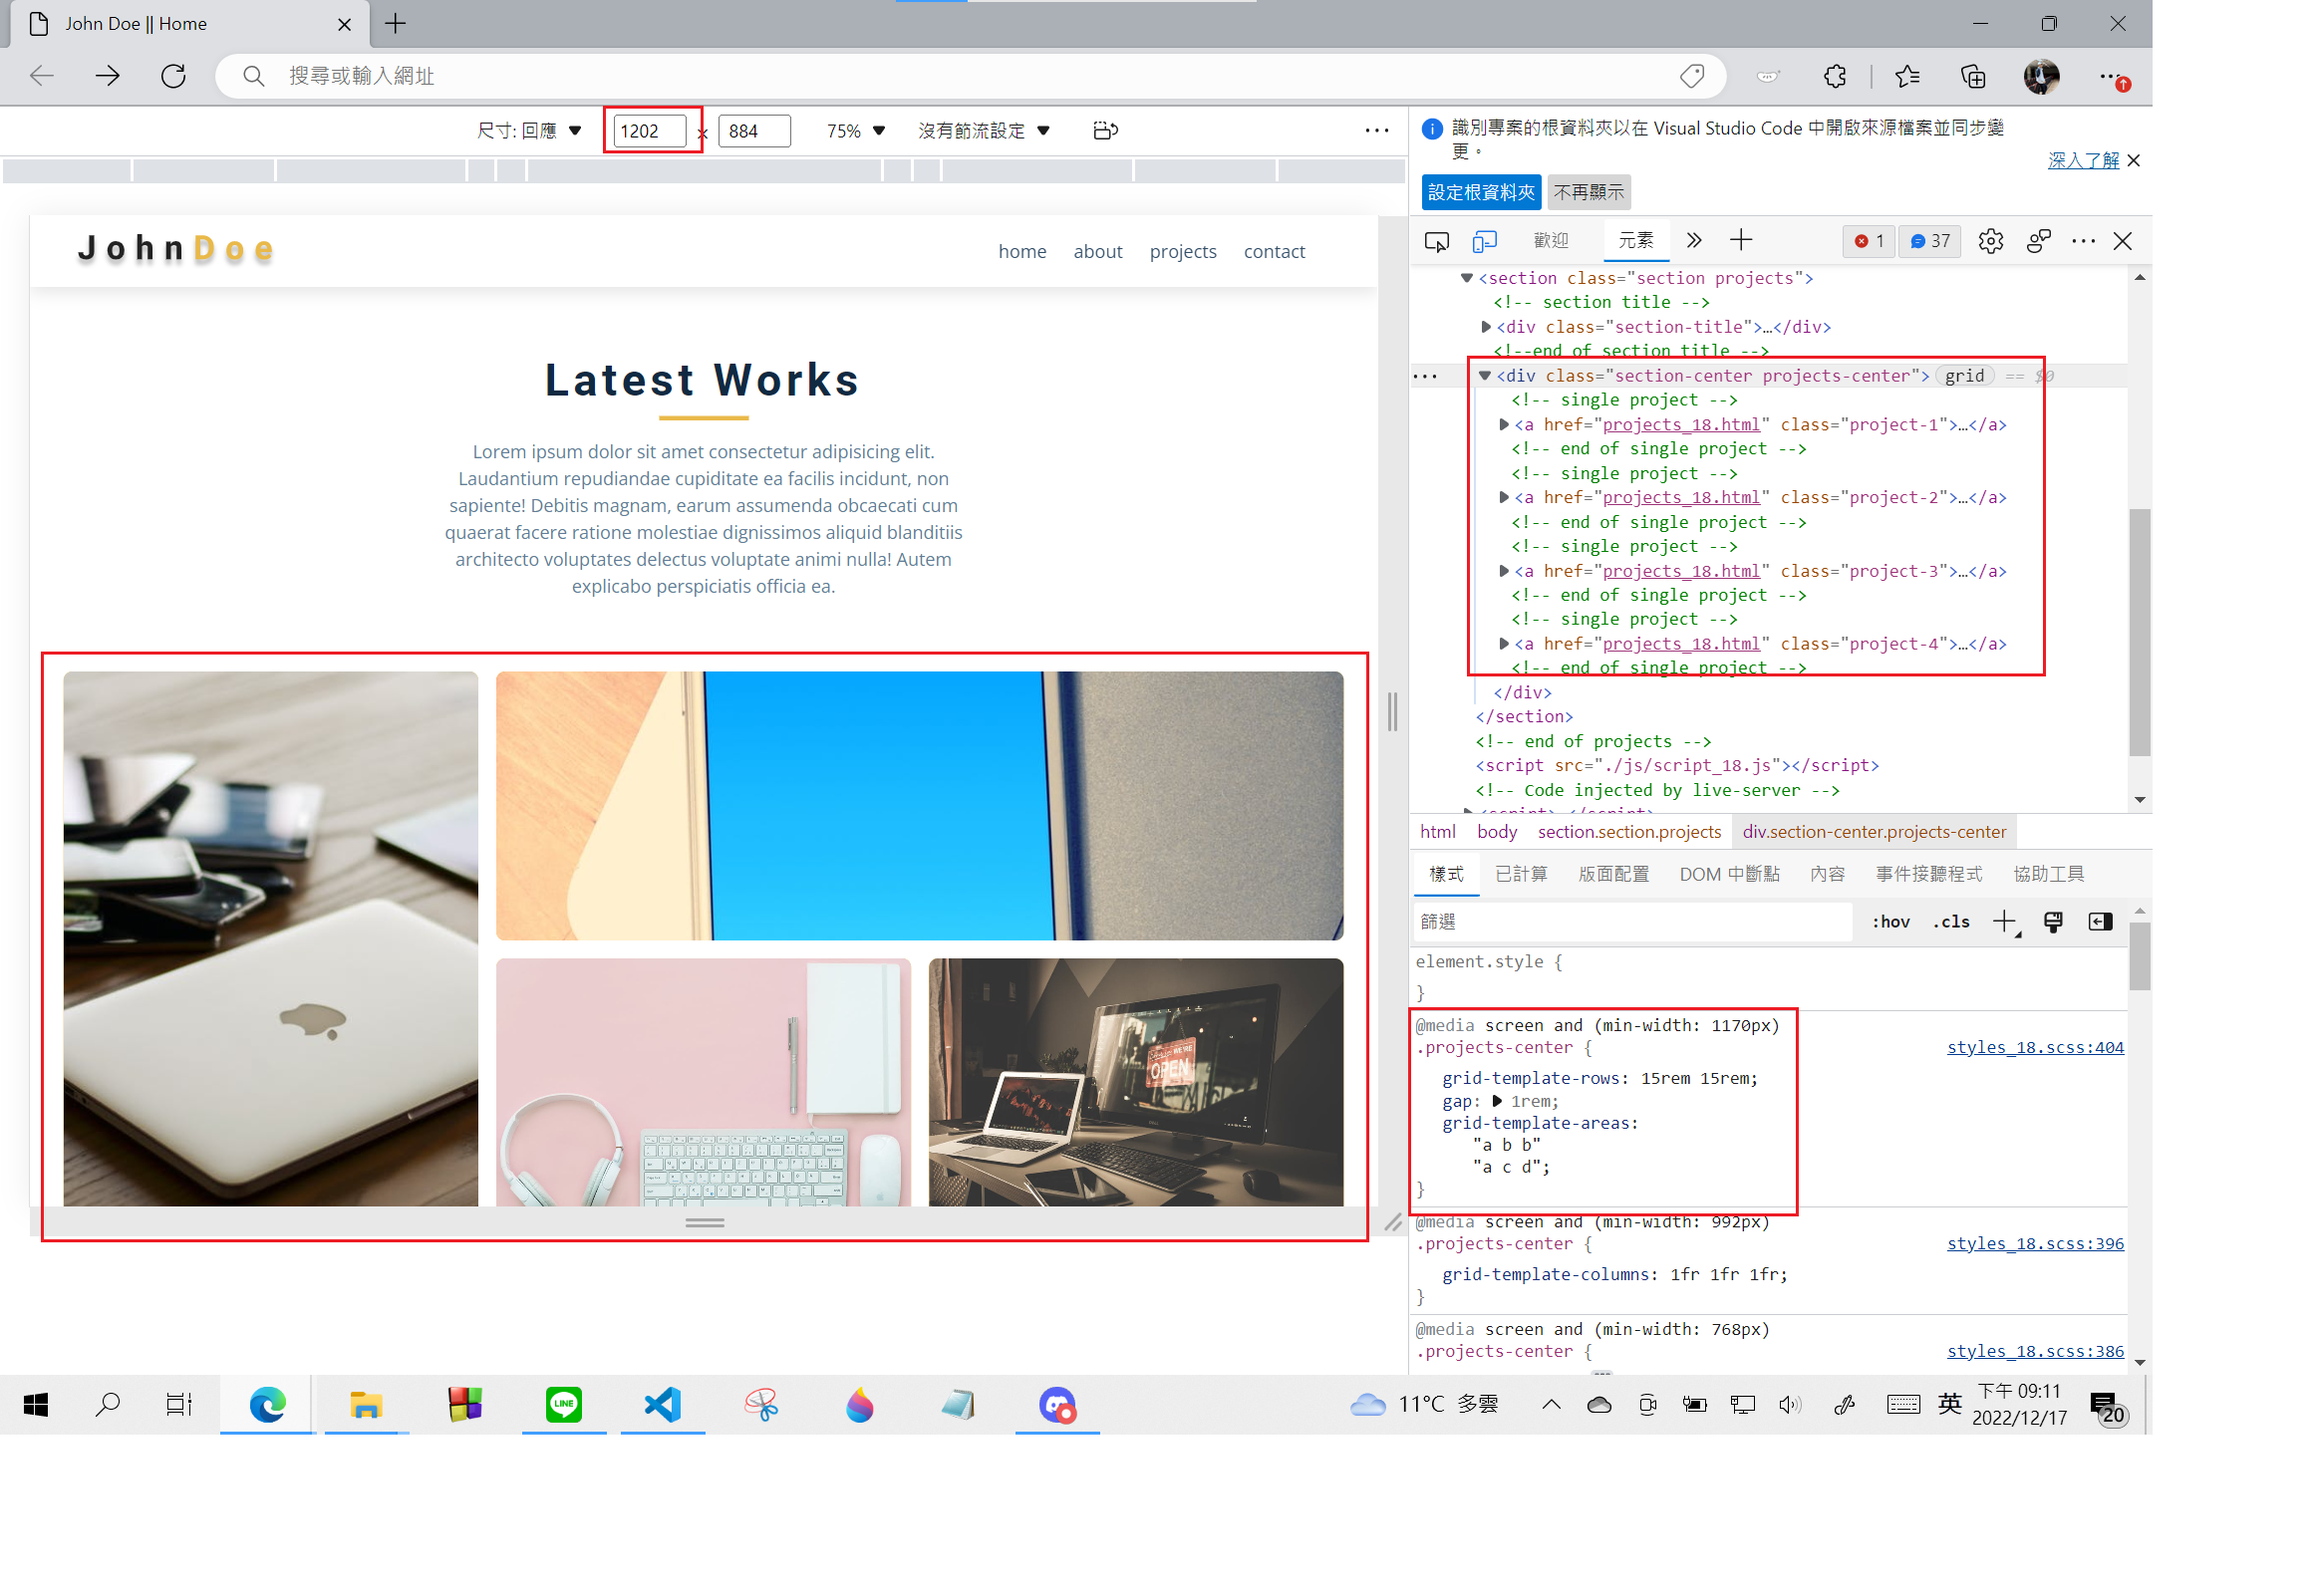 John Doe || Home
搜尋或輸入網址
尺寸: 回應 1202 x 884 75% 沒有節流設定
識別專案的根資料夾以在 Visual Studio Code 中開啟來源檔案並同步變
更。
深入了解
設定根資料夾 不再顯示
JohnDoe
home about projects contact
Latest Works
Lorem ipsum dolor sit amet consectetur adipisicing elit.
Laudantium repudiandae cupiditate ea facilis incidunt, non
sapiente! Debitis magnam, earum assumenda obcaecati cum
quaerat facere ratione molestiae dignissimos aliquid blanditiis
architecto voluptates delectus voluptate animi nulla! Autem
explicabo perspiciatis officia ea.
WE'RE
OPEN
歡迎 元素 1 37
<section class="section projects">
<!-- section title -->
<div class="section-title">…</div>
<!--end of section title -->
<div class="section-center projects-center"> grid == $0
<!-- single project -->
<a href="projects_18.html" class="project-1">…</a>
<!-- end of single project -->
<!-- single project -->
<a href="projects_18.html" class="project-2">…</a>
<!-- end of single project -->
<!-- single project -->
<a href="projects_18.html" class="project-3">…</a>
<!-- end of single project -->
<!-- single project -->
<a href="projects_18.html" class="project-4">…</a>
<!-- end of single project -->
</div>
</section>
<!-- end of projects -->
<script src="./js/script_18.js"></script>
<!-- Code injected by live-server -->
html body section.section.projects div.section-center.projects-center
樣式 已計算 版面配置 DOM 中斷點 內容 事件接聽程式 協助工具
篩選 :hov .cls
element.style {
}
@media screen and (min-width: 1170px)
.projects-center { styles_18.scss:404
grid-template-rows: 15rem 15rem;
gap: 1rem;
grid-template-areas:
"a b b"
"a c d";
}
@media screen and (min-width: 992px)
.projects-center { styles_18.scss:396
grid-template-columns: 1fr 1fr 1fr;
}
@media screen and (min-width: 768px)
.projects-center { styles_18.scss:386
LINE
11°C 多雲
英
下午 09:11
2022/12/17
20